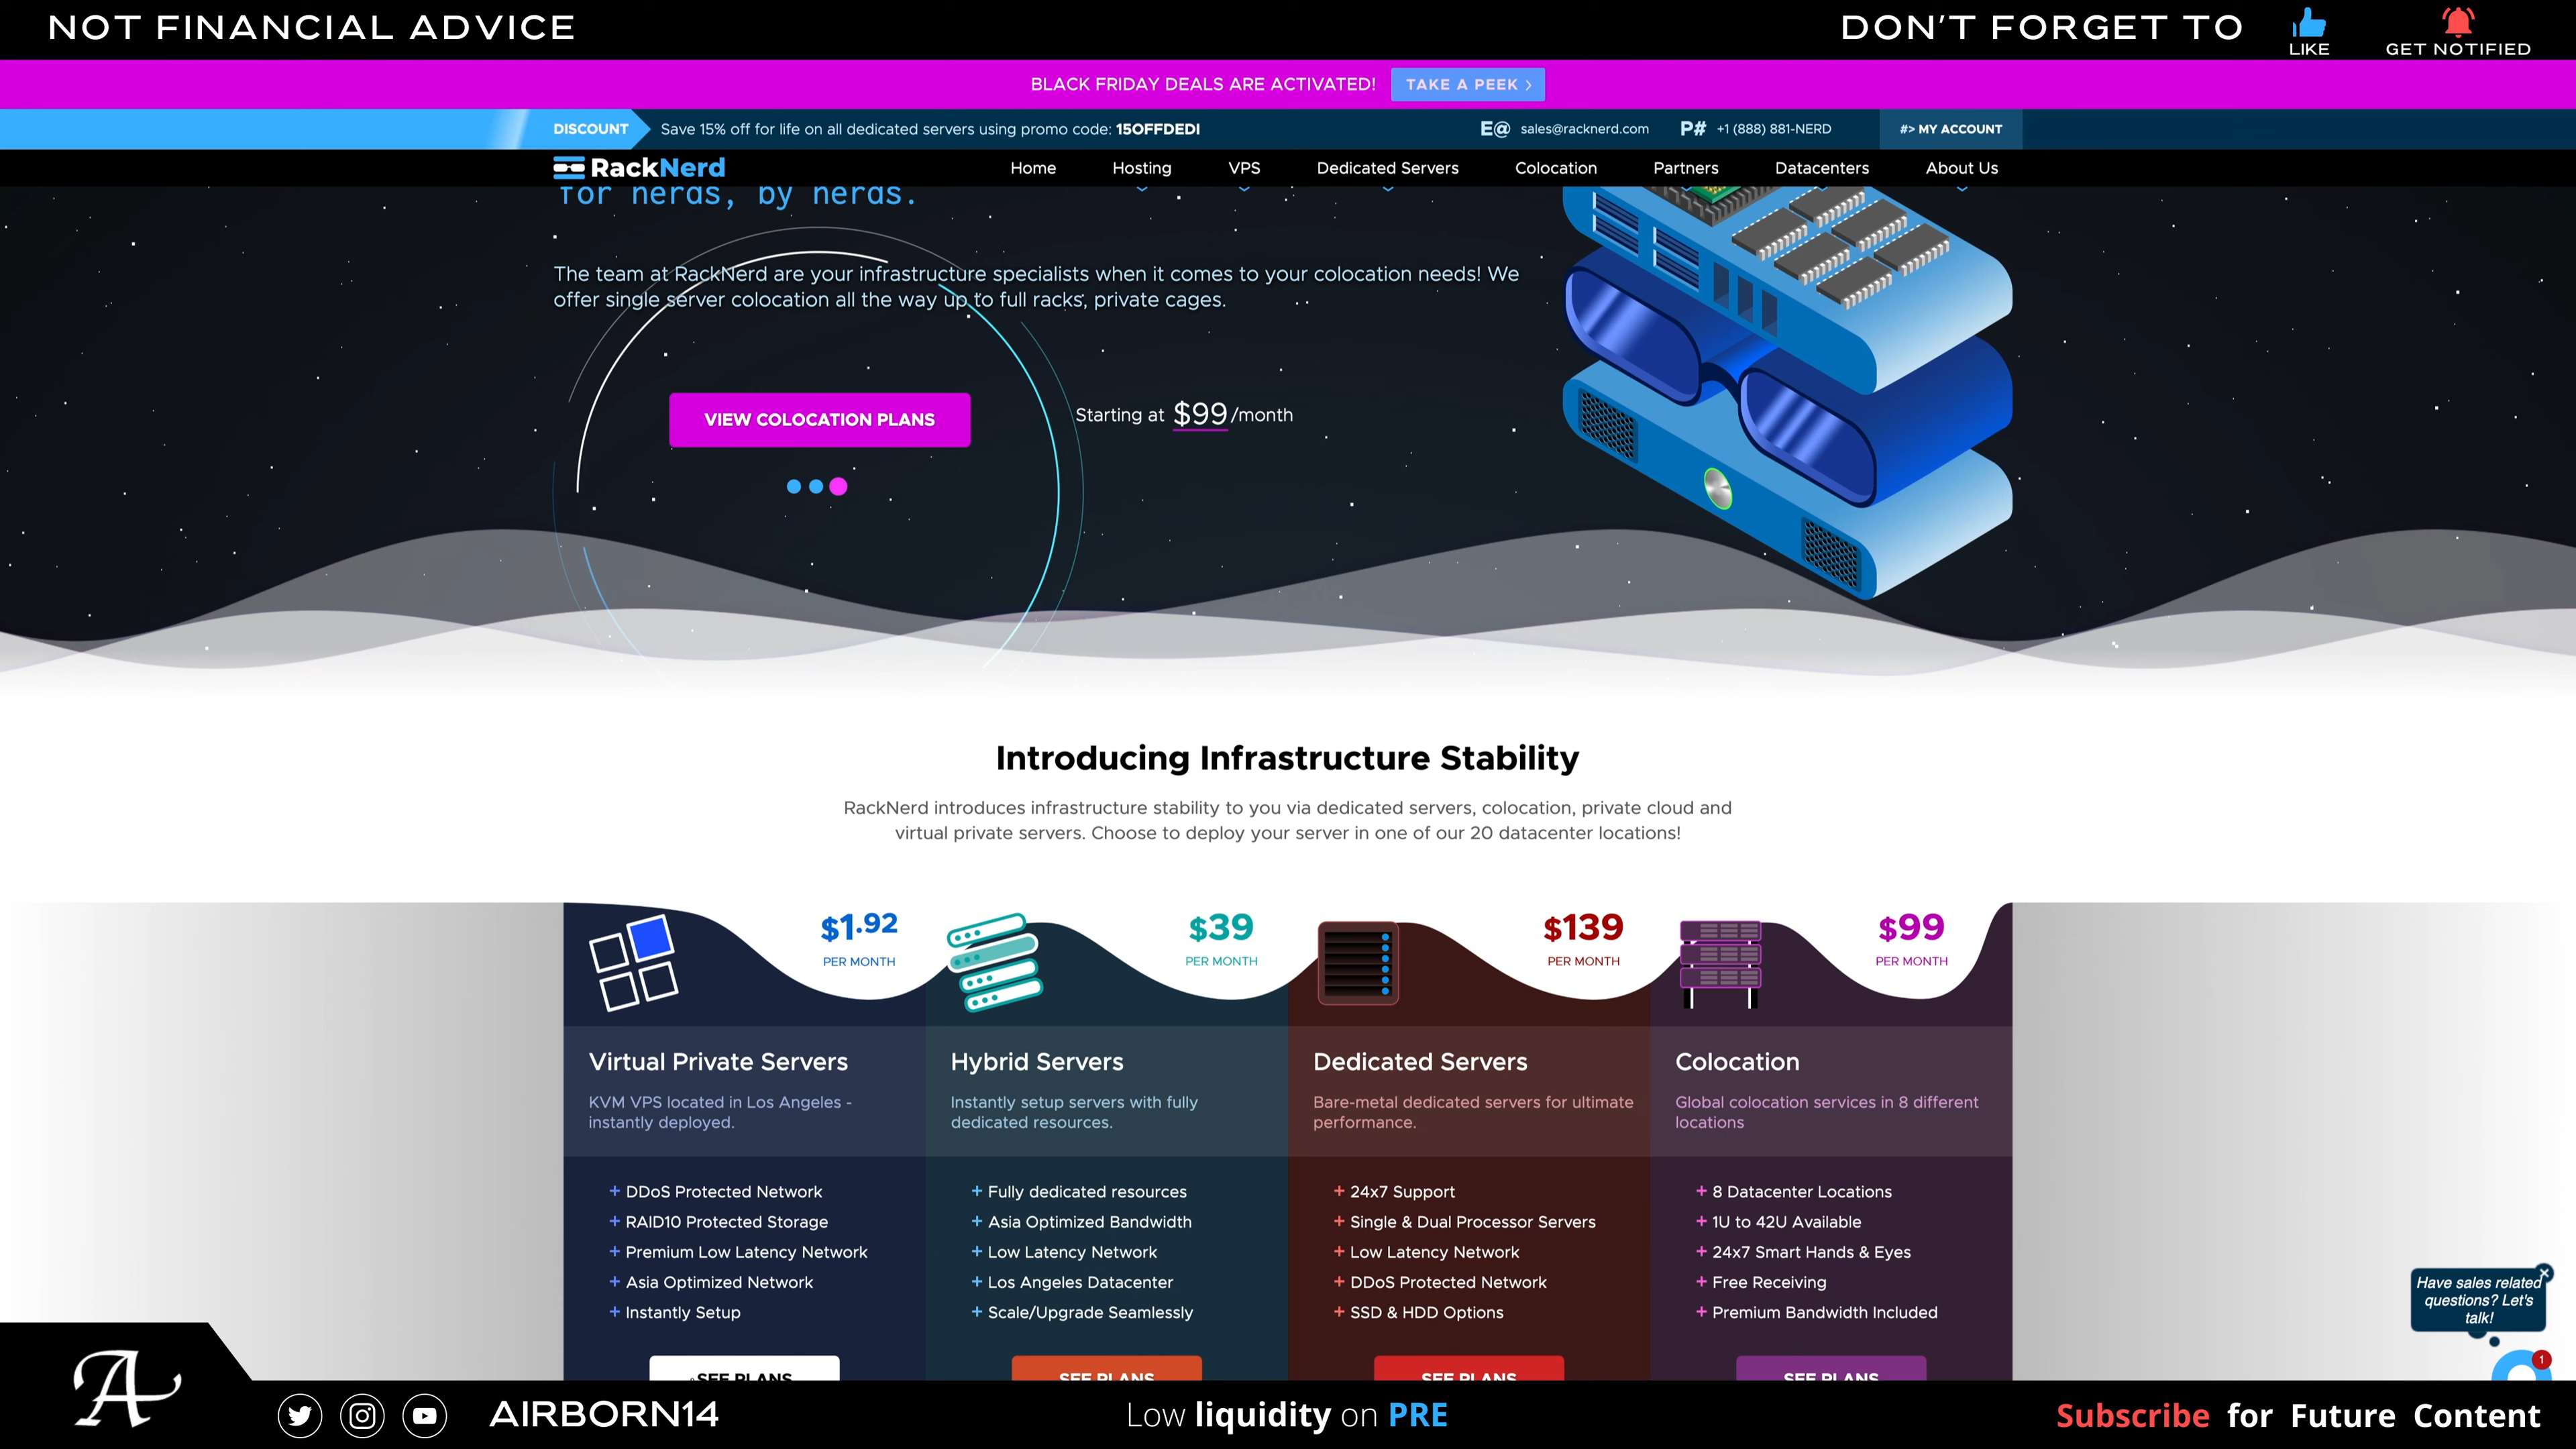 NOT FINANCIAL ADVICE
DON'T FORGET TO
LIKE
GET NOTIFIED
BLACK FRIDAY DEALS ARE ACTIVATED!
TAKE A PEEK >
DISCOUNT
Save 15% off for life on all dedicated servers using promo code: 15OFFDEDI
E@ sales@racknerd.com
P# +1 (888) 881-NERD
#> MY ACCOUNT
RackNerd
Home
Hosting
VPS
Dedicated Servers
Colocation
Partners
Datacenters
About Us
for nerds, by nerds.
The team at RackNerd are your infrastructure specialists when it comes to your colocation needs! We
offer single server colocation all the way up to full racks, private cages.
VIEW COLOCATION PLANS
Starting at $99/month
Introducing Infrastructure Stability
RackNerd introduces infrastructure stability to you via dedicated servers, colocation, private cloud and
virtual private servers. Choose to deploy your server in one of our 20 datacenter locations!
$1.92
PER MONTH
Virtual Private Servers
KVM VPS located in Los Angeles -
instantly deployed.
+ DDoS Protected Network
+ RAID10 Protected Storage
+ Premium Low Latency Network
+ Asia Optimized Network
+ Instantly Setup
SEE PLANS
$39
PER MONTH
Hybrid Servers
Instantly setup servers with fully
dedicated resources.
+ Fully dedicated resources
+ Asia Optimized Bandwidth
+ Low Latency Network
+ Los Angeles Datacenter
+ Scale/Upgrade Seamlessly
SEE PLANS
$139
PER MONTH
Dedicated Servers
Bare-metal dedicated servers for ultimate
performance.
+ 24x7 Support
+ Single & Dual Processor Servers
+ Low Latency Network
+ DDoS Protected Network
+ SSD & HDD Options
SEE PLANS
$99
PER MONTH
Colocation
Global colocation services in 8 different
locations
+ 8 Datacenter Locations
+ 1U to 42U Available
+ 24x7 Smart Hands & Eyes
+ Free Receiving
+ Premium Bandwidth Included
SEE PLANS
Have sales related
questions? Let's
talk!
1
A
AIRBORN14
Low liquidity on PRE
Subscribe for Future Content